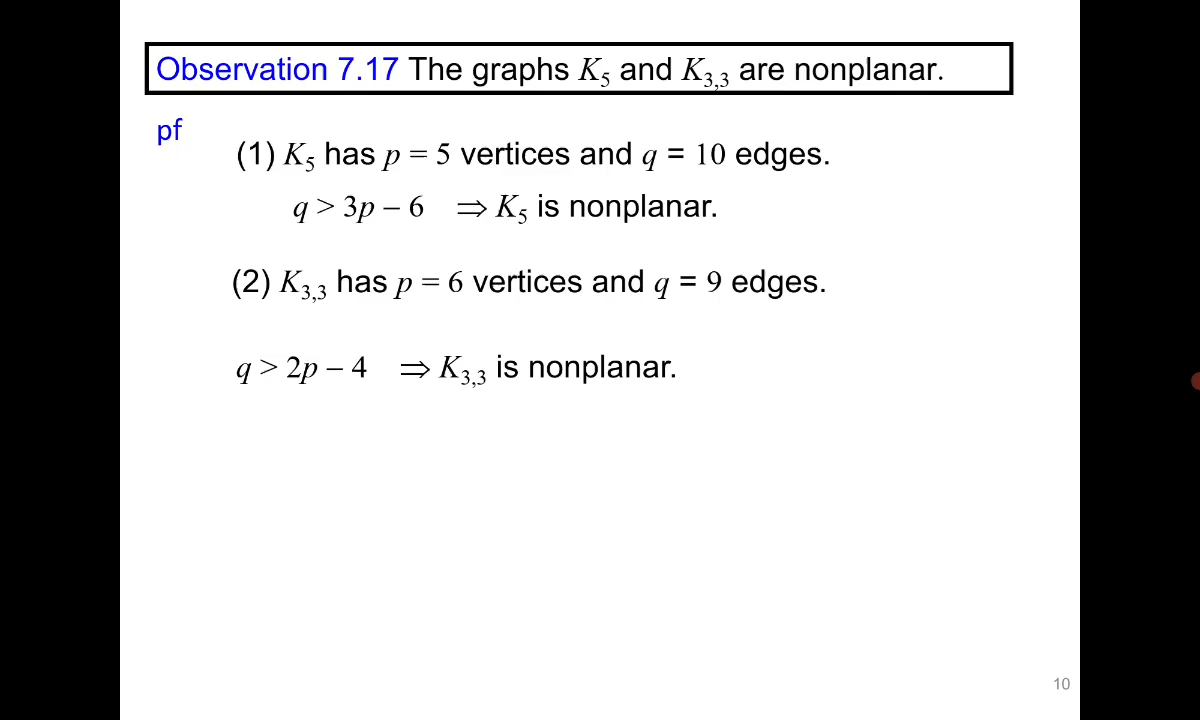 Observation 7.17 The graphs K₅ and K₃,₃ are nonplanar.
pf
(1) K₅ has p = 5 vertices and q = 10 edges.
q > 3p – 6 ⇒ K₅ is nonplanar.
(2) K₃,₃ has p = 6 vertices and q = 9 edges.
q > 2p – 4 ⇒ K₃,₃ is nonplanar.
10